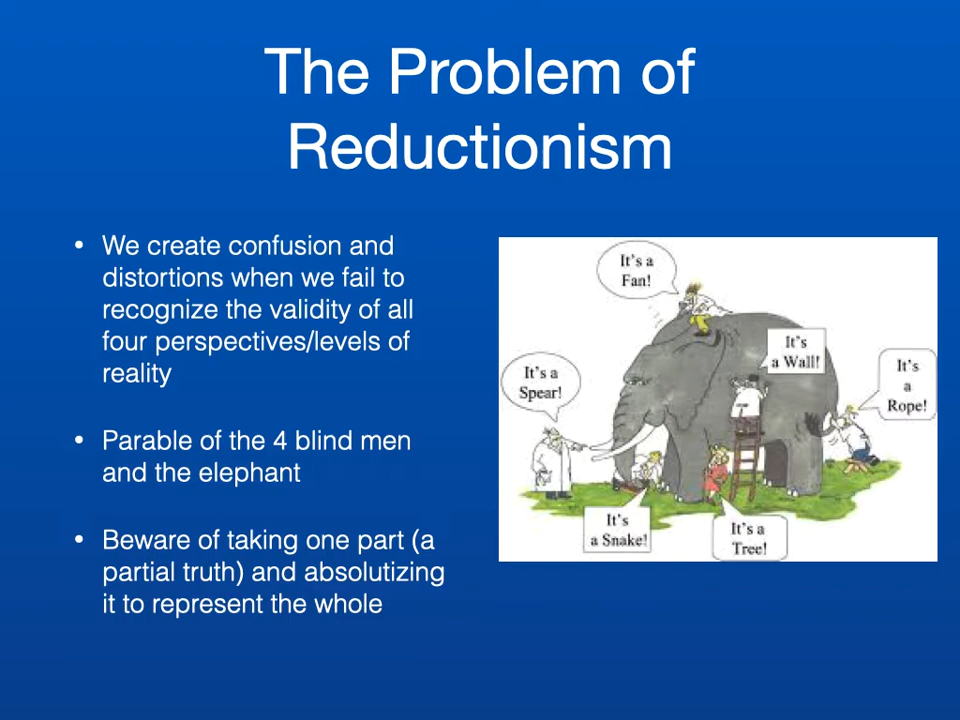 The Problem of
Reductionism
• We create confusion and
distortions when we fail to
recognize the validity of all
four perspectives/levels of
reality
• Parable of the 4 blind men
and the elephant
• Beware of taking one part (a
partial truth) and absolutizing
it to represent the whole
It's a
Fan!
It's
a Wall!
It's a
Spear!
It's
a
Rope!
It's
a Snake!
It's a
Tree!